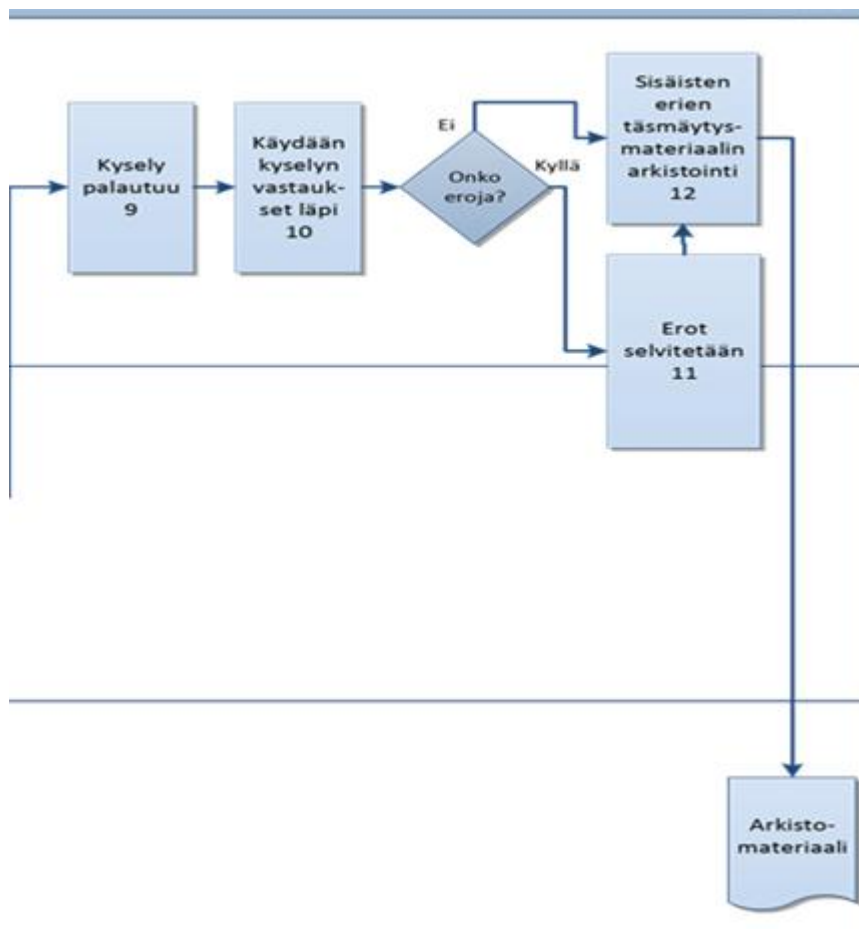 Kysely
palautuu
9
Käydään
kyselyn
vastauk-
set läpi
10
Onko
eroja?
Ei
Kyllä
Sisäisten
erien
täsmäytys-
materiaalin
arkistointi
12
Erot
selvitetään
11
Arkisto-
materiaali